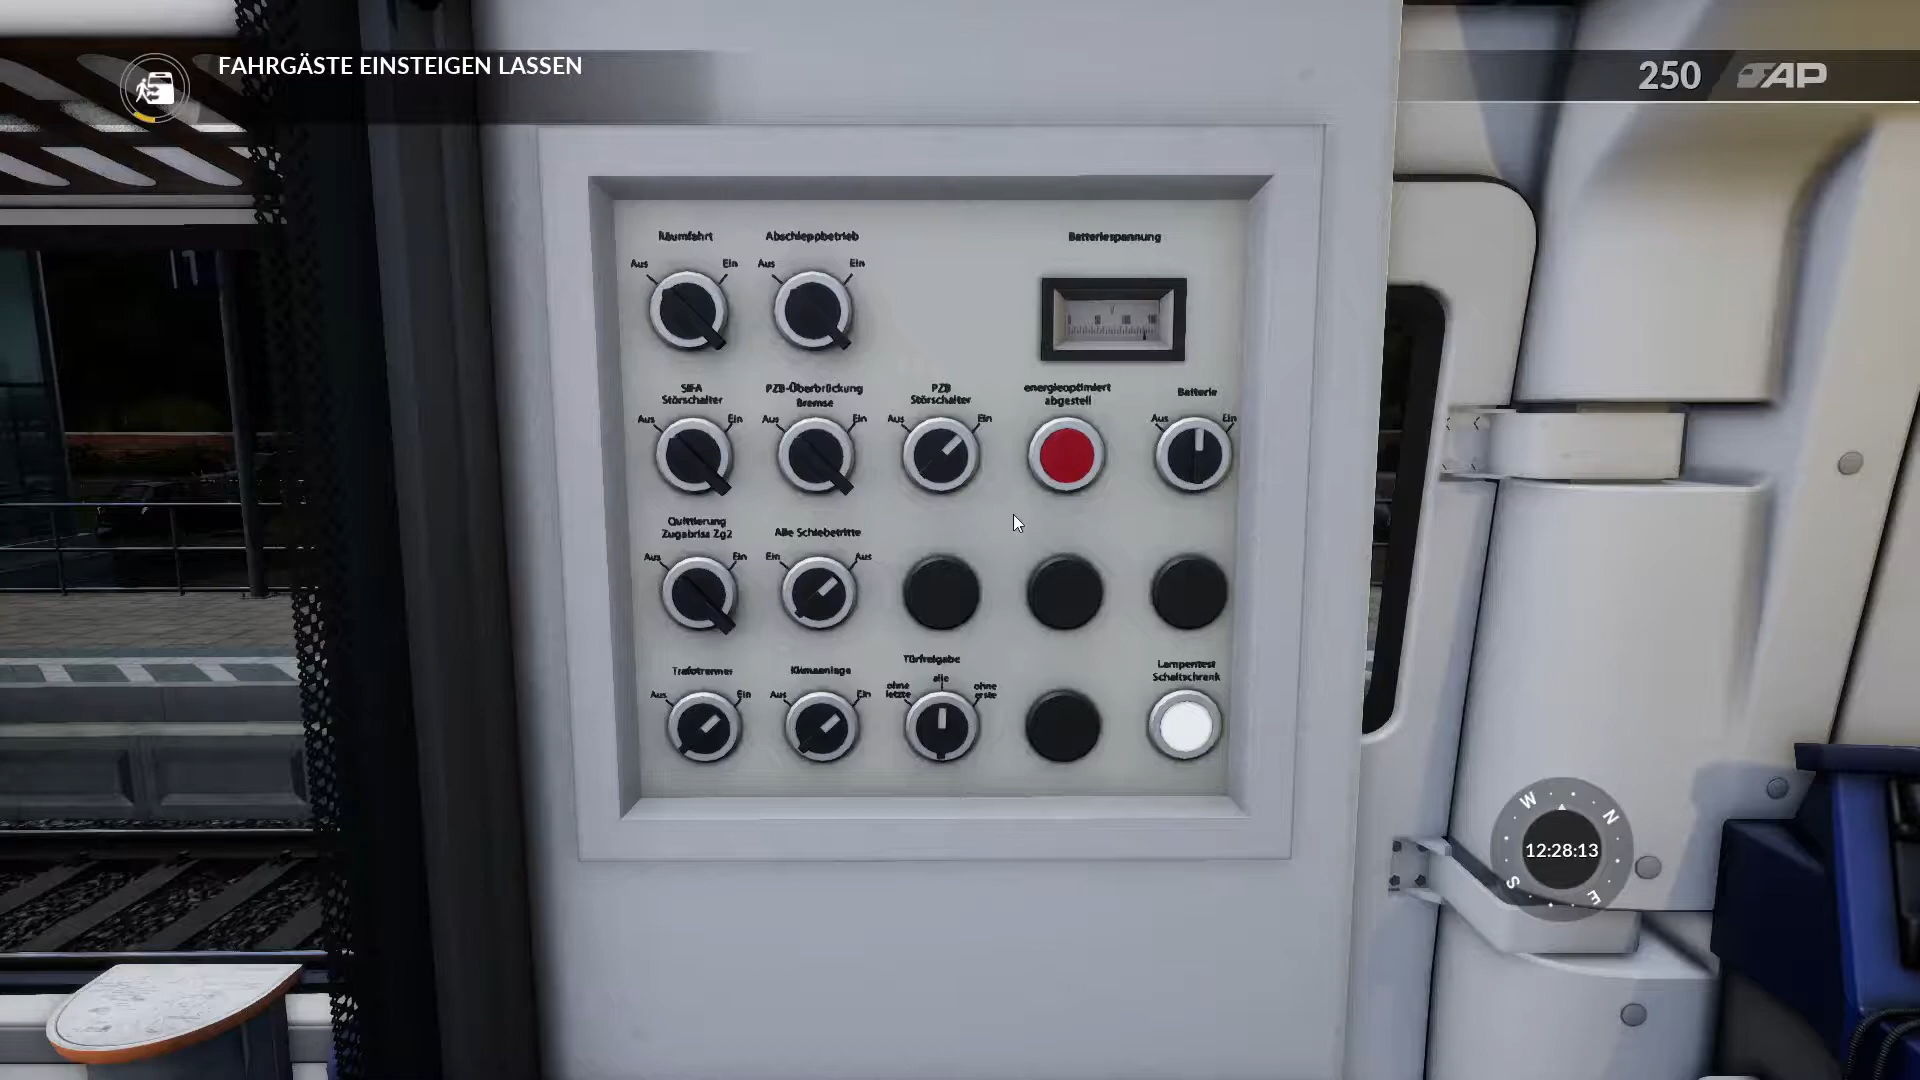 FAHRGÄSTE EINSTEIGEN LASSEN
250 AP
Räumfahrt Abschleppbetrieb Batteriespannung
Aus Ein Aus Ein
V
SIFA PZB-Überbrückung PZB energieoptimiert Batterie
Störschalter Bremse Störschalter abgestell
Aus Ein Aus Ein Aus Ein Aus Ein
Quittierung
Zugabriss Zg2 Alle Schiebetritte
Aus Ein Ein Aus
Trafotrenner Klimaanlage Türfreigabe Lampentest
Schaltschrank
Aus Ein Aus Ein ohne letzte alle ohne erste
W N
12:28:13
S E